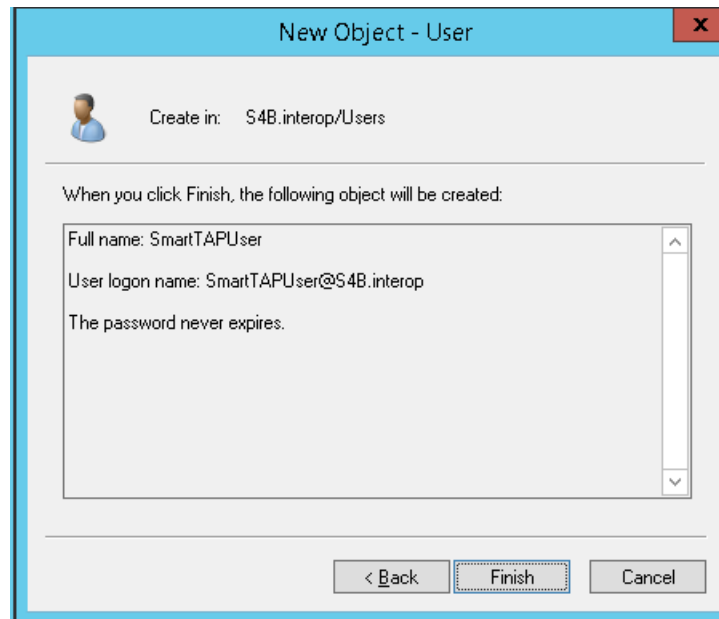 New Object - User
x
Create in: S4B.interop/Users
When you click Finish, the following object will be created:
Full name: SmartTAPUser
User logon name: SmartTAPUser@S4B.interop
The password never expires.
< Back Finish Cancel